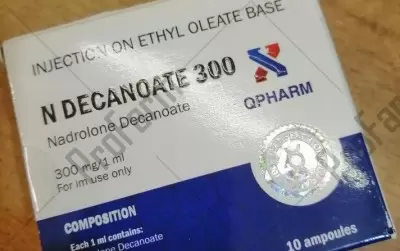 INJECTION ON ETHYL OLEATE BASE
N DECANOATE 300
Nadrolone Decanoate
QPHARM
300 mg/1 ml
For im use only
COMPOSITION
Each 1 ml contains:
Decanoate
10 ampoules